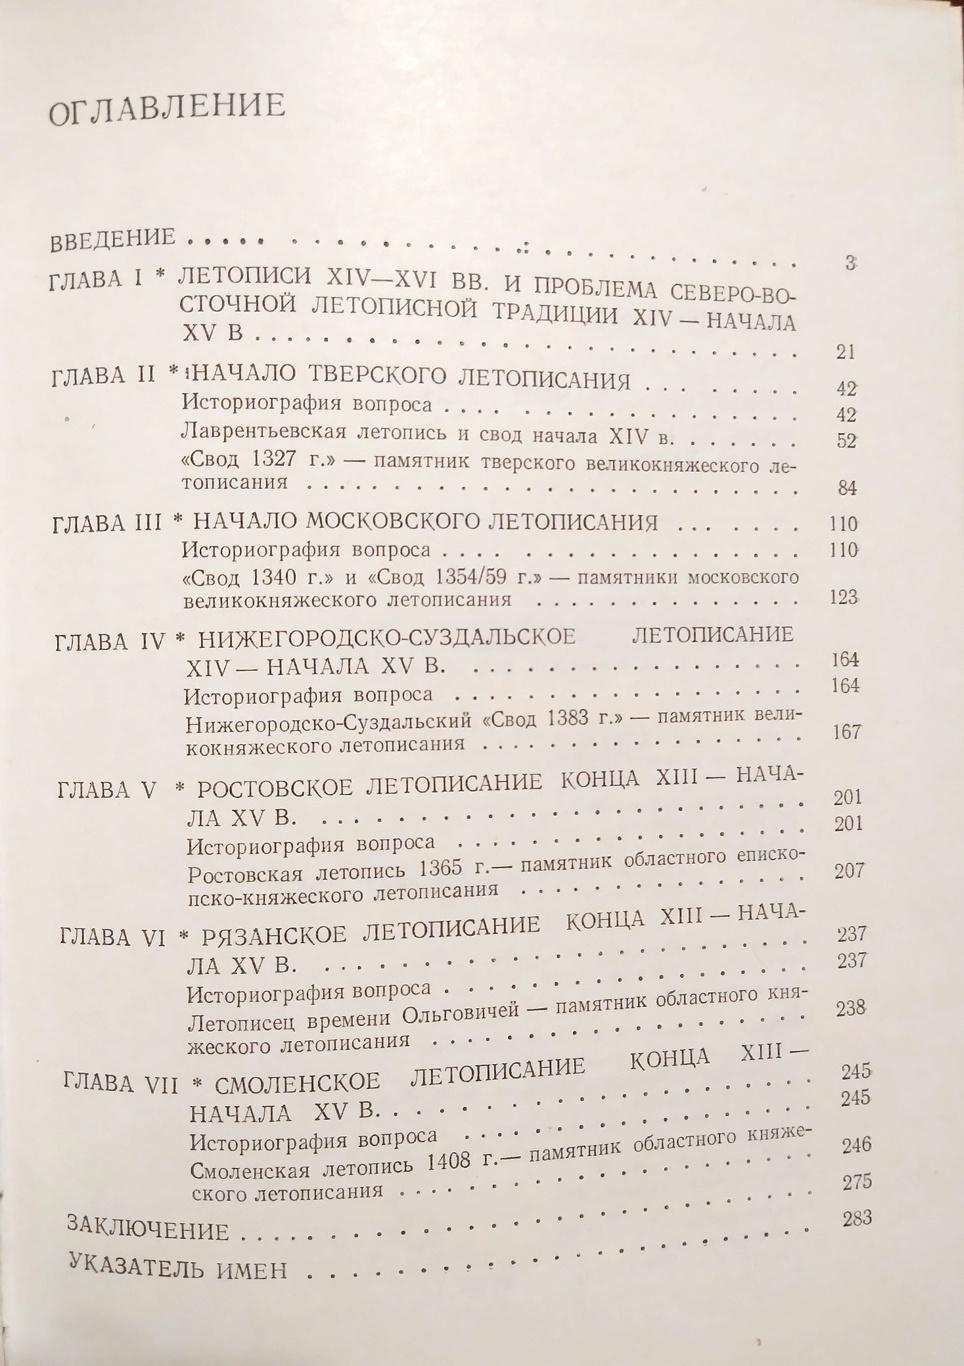 ОГЛАВЛЕНИЕ
ВВЕДЕНИЕ . . . . . . . . . . . . . . . . . . . . . . . 3
ГЛАВА I * ЛЕТОПИСИ XIV—XVI ВВ. И ПРОБЛЕМА СЕВЕРО-ВО-
СТОЧНОЙ ЛЕТОПИСНОЙ ТРАДИЦИИ XIV — НАЧАЛА
XV В . . . . . . . . . . . . . . . . . . . . . . . 21
ГЛАВА II * НАЧАЛО ТВЕРСКОГО ЛЕТОПИСАНИЯ . . . . . . . 42
Историография вопроса . . . . . . . . . . . . . . . 42
Лаврентьевская летопись и свод начала XIV в. . . . . . . 52
«Свод 1327 г.» — памятник тверского великокняжеского ле-
тописания . . . . . . . . . . . . . . . . . . . . 84
ГЛАВА III * НАЧАЛО МОСКОВСКОГО ЛЕТОПИСАНИЯ . . . . . . . 110
Историография вопроса . . . . . . . . . . . . . . . 110
«Свод 1340 г.» и «Свод 1354/59 г.» — памятники московского
великокняжеского летописания . . . . . . . . . . . . 123
ГЛАВА IV * НИЖЕГОРОДСКО-СУЗДАЛЬСКОЕ ЛЕТОПИСАНИЕ
XIV — НАЧАЛА XV В. . . . . . . . . . . . . . . . 164
Историография вопроса . . . . . . . . . . . . . . . 164
Нижегородско-Суздальский «Свод 1383 г.» — памятник вели-
кокняжеского летописания . . . . . . . . . . . . . . . 167
ГЛАВА V * РОСТОВСКОЕ ЛЕТОПИСАНИЕ КОНЦА XIII — НАЧА-
ЛА XV В. . . . . . . . . . . . . . . . . . . . . 201
Историография вопроса . . . . . . . . . . . . . . . 201
Ростовская летопись 1365 г.— памятник областного еписко-
пско-княжеского летописания . . . . . . . . . . . . . 207
ГЛАВА VI * РЯЗАНСКОЕ ЛЕТОПИСАНИЕ КОНЦА XIII — НАЧА-
ЛА XV В. . . . . . . . . . . . . . . . . . . . . 237
Историография вопроса . . . . . . . . . . . . . . . 237
Летописец времени Ольговичей — памятник областного кня-
жеского летописания . . . . . . . . . . . . . . . . . 238
ГЛАВА VII * СМОЛЕНСКОЕ ЛЕТОПИСАНИЕ КОНЦА XIII —
НАЧАЛА XV В. . . . . . . . . . . . . . . . . . . 245
Историография вопроса . . . . . . . . . . . . . . . 245
Смоленская летопись 1408 г.— памятник областного княже-
ского летописания . . . . . . . . . . . . . . . . . 246
ЗАКЛЮЧЕНИЕ . . . . . . . . . . . . . . . . . . . . . . 275
УКАЗАТЕЛЬ ИМЕН . . . . . . . . . . . . . . . . . . . . 283